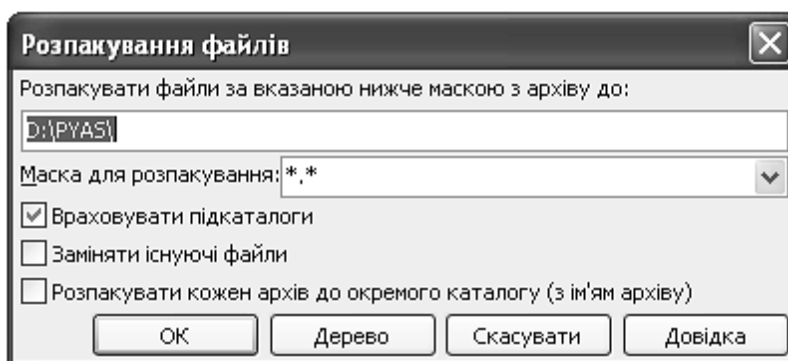 Розпакування файлів
Розпакувати файли за вказаною нижче маскою з архіву до:
D:\PYAS\
Маска для розпакування: *.*
Враховувати підкаталоги
Заміняти існуючі файли
Розпакувати кожен архів до окремого каталогу (з ім'ям архіву)
ОК Дерево Скасувати Довідка